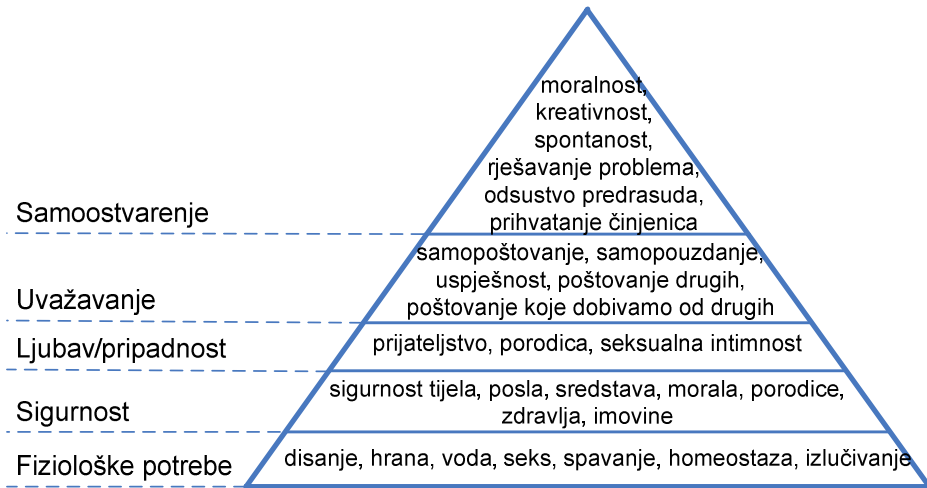 moralnost,
kreativnost,
spontanost,
rješavanje problema,
odsustvo predrasuda,
prihvatanje činjenica
Samoostvarenje
samopoštovanje, samopouzdanje,
uspješnost, poštovanje drugih,
poštovanje koje dobivamo od drugih
Uvažavanje
prijateljstvo, porodica, seksualna intimnost
Ljubav/pripadnost
sigurnost tijela, posla, sredstava, morala, porodice,
zdravlja, imovine
Sigurnost
disanje, hrana, voda, seks, spavanje, homeostaza, izlučivanje
Fiziološke potrebe